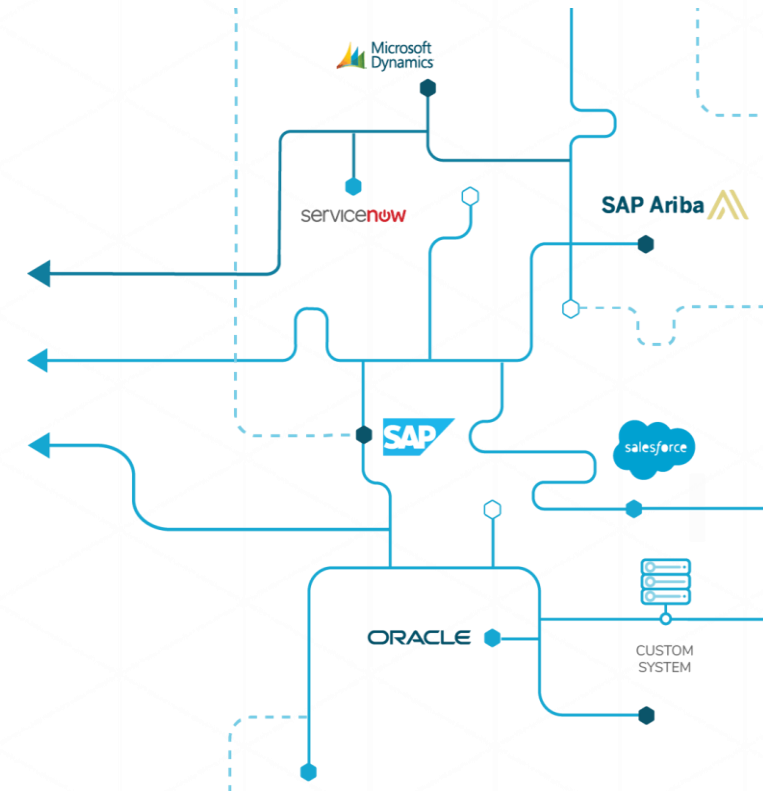 Microsoft
Dynamics
servicenow
SAP Ariba
SAP
salesforce
ORACLE
CUSTOM
SYSTEM